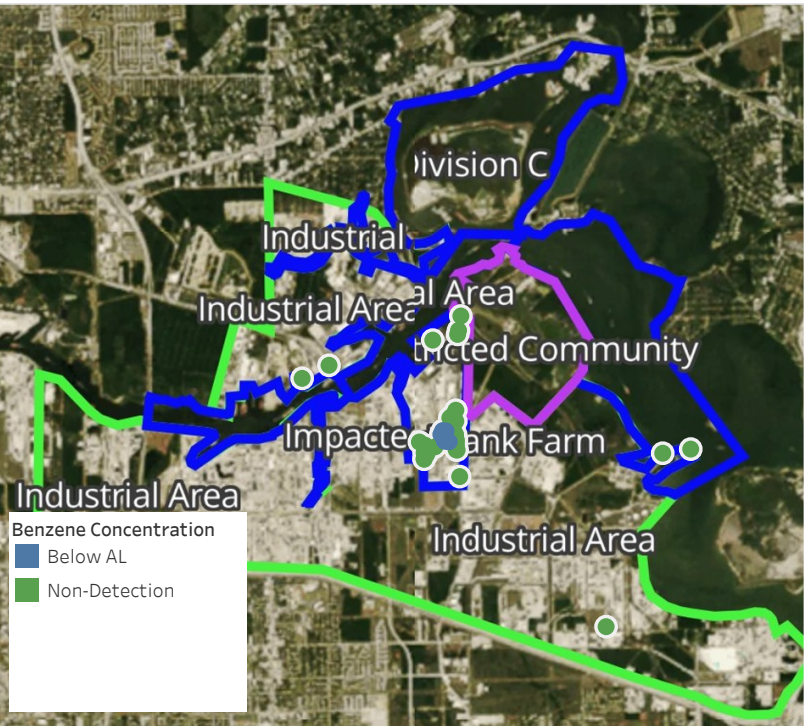 Division C
Industrial
al Area
Industrial Area
tricted Community
Impacte
ank Farm
Industrial Area
Industrial Area
Benzene Concentration
Below AL
Non-Detection